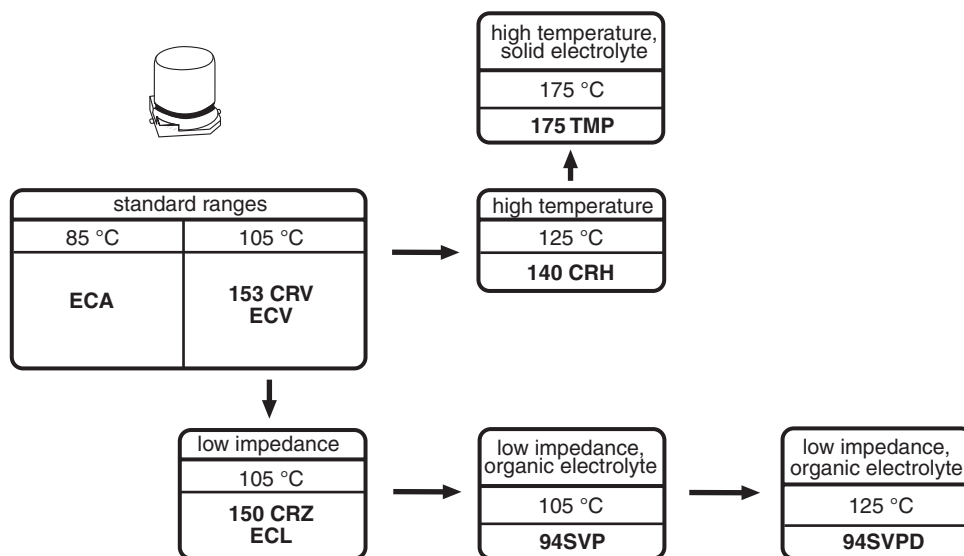 high temperature,
solid electrolyte
175 °C
175 TMP
standard ranges
85 °C
105 °C
ECA
153 CRV
ECV
high temperature
125 °C
140 CRH
low impedance
105 °C
150 CRZ
ECL
low impedance,
organic electrolyte
105 °C
94SVP
low impedance,
organic electrolyte
125 °C
94SVPD